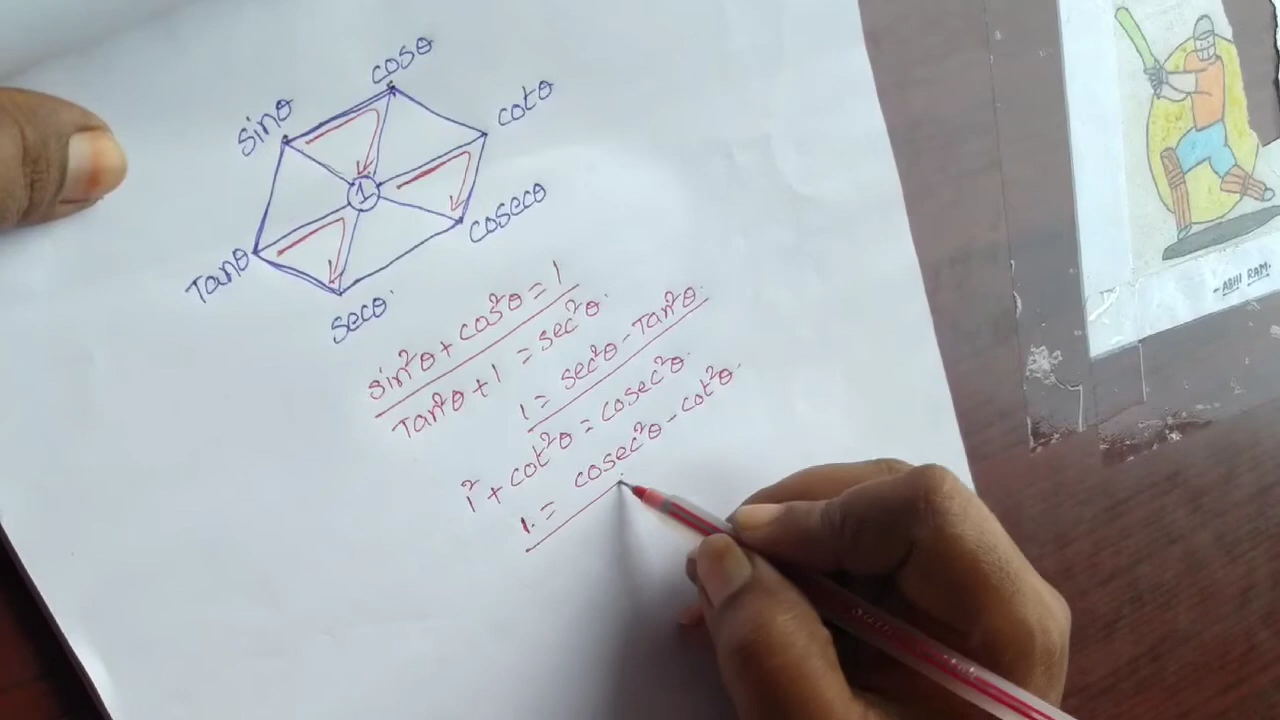 cosθ
sinθ
cotθ
1
cosecθ
Tanθ
secθ
sin²θ + cos²θ = 1
Tan²θ + 1 = sec²θ
1 = sec²θ - Tan²θ
1² + cot²θ = cosec²θ
1 = cosec²θ - cot²θ
- ABHI RAM.